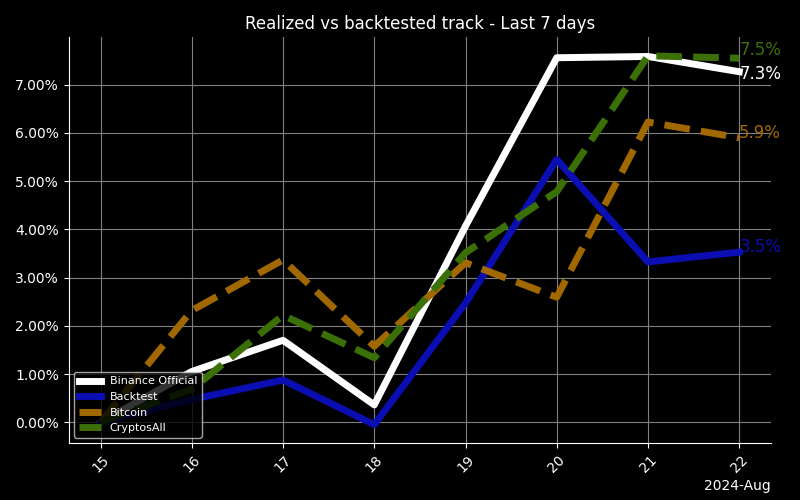 Realized vs backtested track - Last 7 days
7.5%
7.3%
7.00%
6.00%
5.9%
5.00%
4.00%
3.5%
3.00%
2.00%
1.00%
0.00%
Binance Official
Backtest
Bitcoin
CryptosAll
15 16 17 18 19 20 21 22
2024-Aug